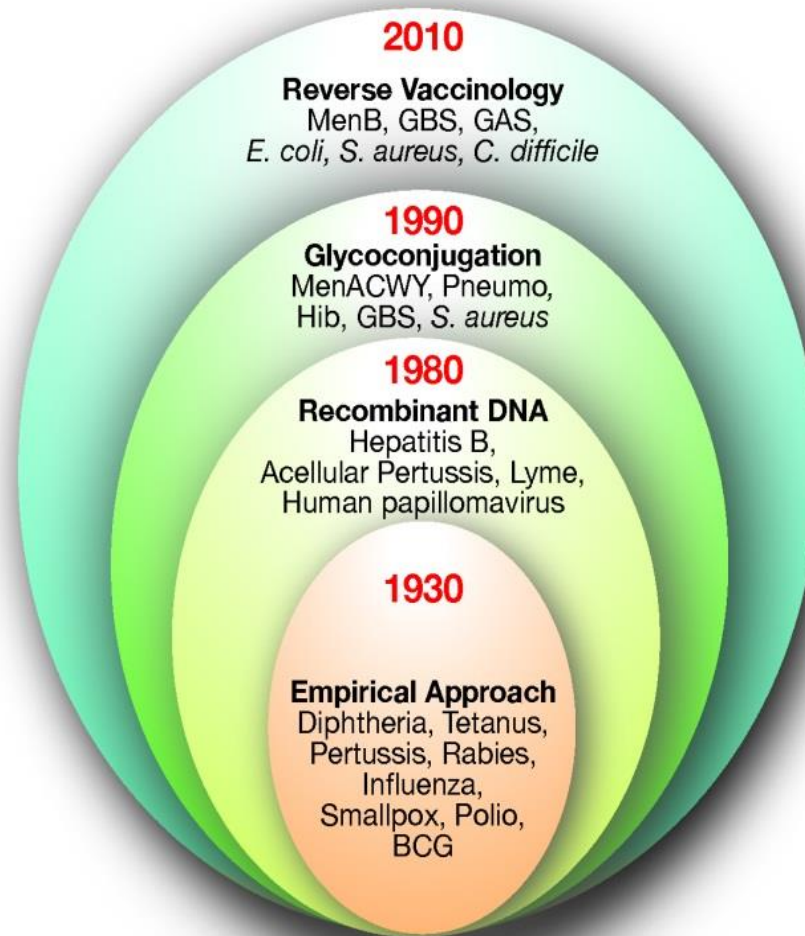 2010
Reverse Vaccinology
MenB, GBS, GAS,
E. coli, S. aureus, C. difficile
1990
Glycoconjugation
MenACWY, Pneumo,
Hib, GBS, S. aureus
1980
Recombinant DNA
Hepatitis B,
Acellular Pertussis, Lyme,
Human papillomavirus
1930
Empirical Approach
Diphtheria, Tetanus,
Pertussis, Rabies,
Influenza,
Smallpox, Polio,
BCG